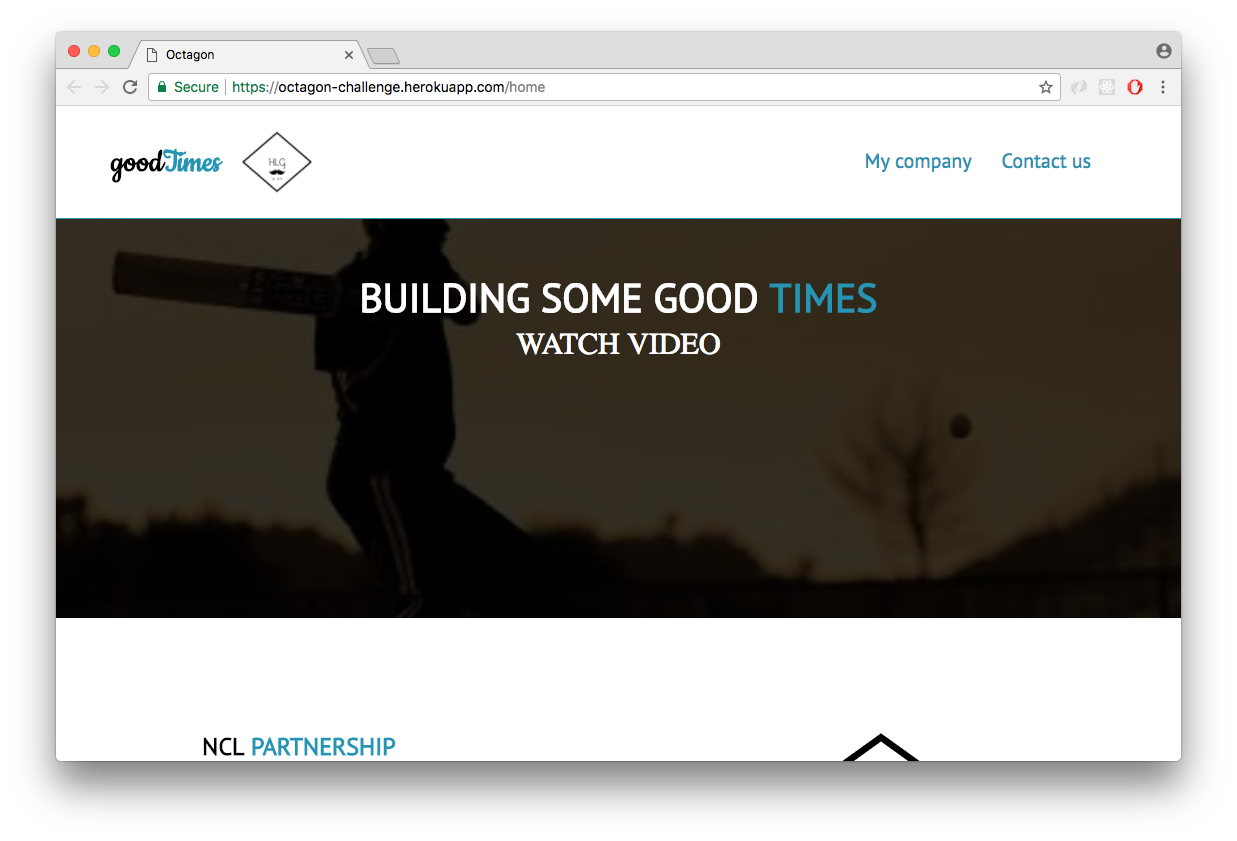 Octagon
Secure https://octagon-challenge.herokuapp.com/home
goodTimes HLG My company Contact us
BUILDING SOME GOOD TIMES
WATCH VIDEO
NCL PARTNERSHIP